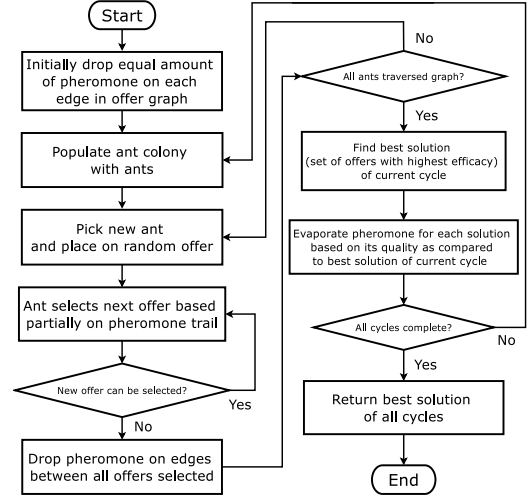 Start
Initially drop equal amount
of pheromone on each
edge in offer graph
Populate ant colony
with ants
Pick new ant
and place on random offer
Ant selects next offer based
partially on pheromone trail
New offer can be selected?
Yes
No
Drop pheromone on edges
between all offers selected
No
All ants traversed graph?
Yes
Find best solution
(set of offers with highest efficacy)
of current cycle
Evaporate pheromone for each solution
based on its quality as compared
to best solution of current cycle
All cycles complete?
No
Yes
Return best solution
of all cycles
End